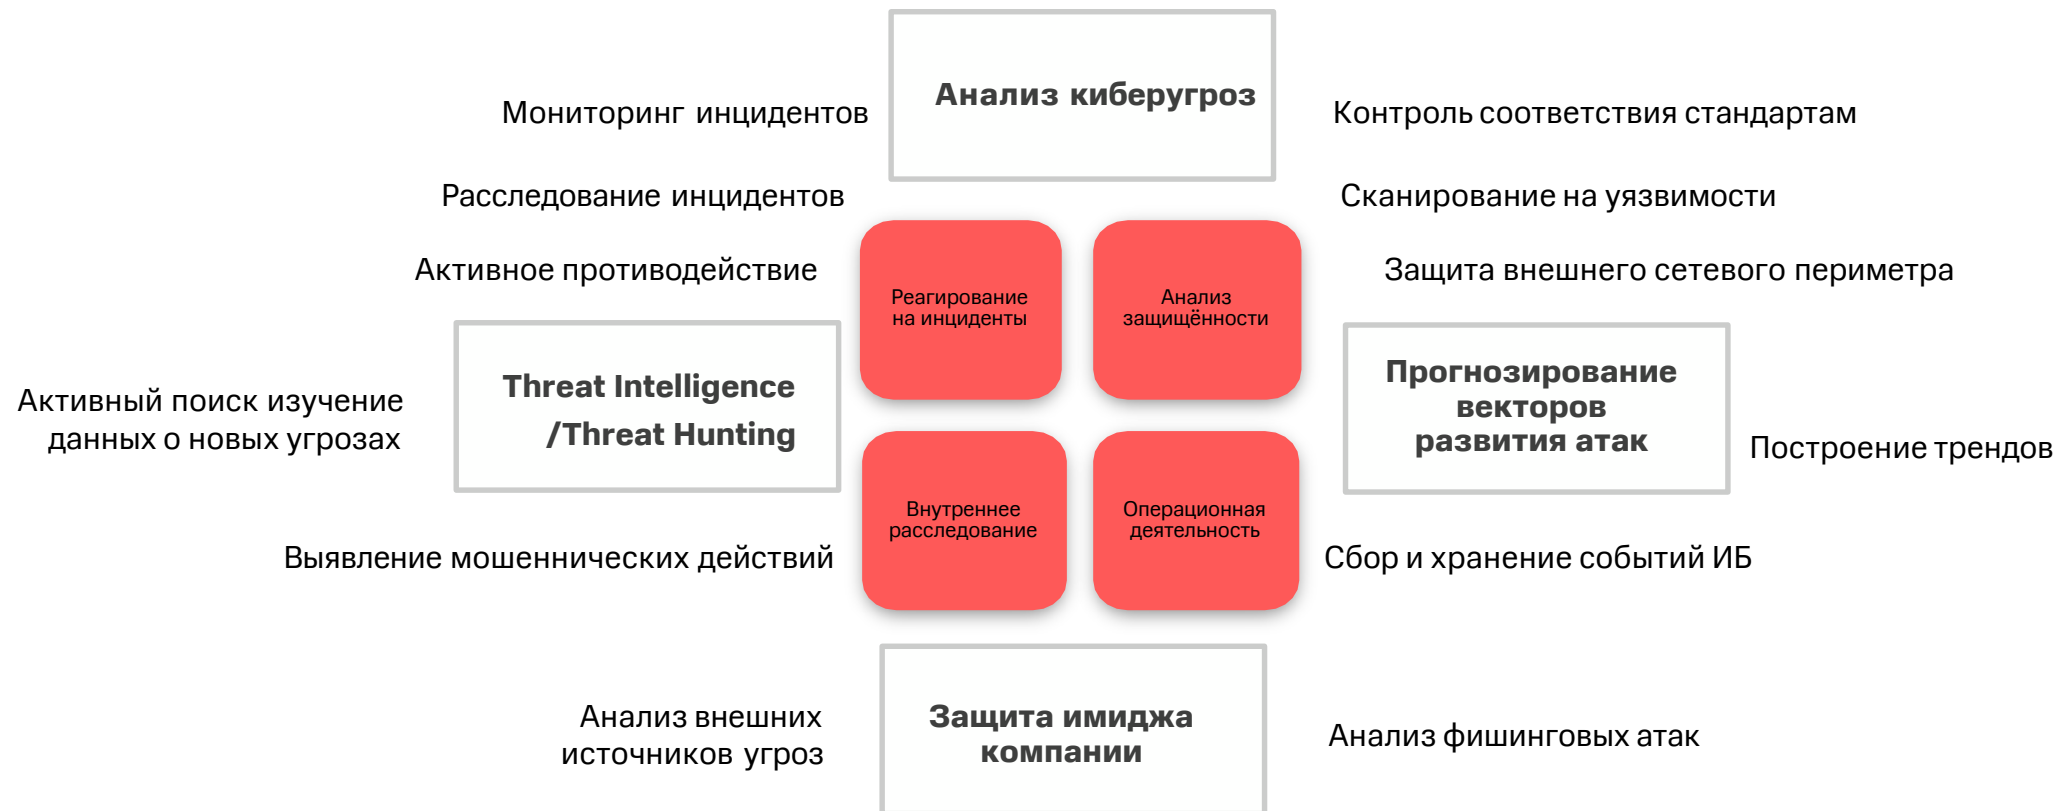 Анализ киберугроз
Мониторинг инцидентов
Контроль соответствия стандартам
Расследование инцидентов
Сканирование на уязвимости
Активное противодействие
Защита внешнего сетевого периметра
Реагирование
на инциденты
Анализ
защищённости
Threat Intelligence
/Threat Hunting
Прогнозирование
векторов
развития атак
Активный поиск изучение
данных о новых угрозах
Построение трендов
Внутреннее
расследование
Операционная
деятельность
Выявление мошеннических действий
Сбор и хранение событий ИБ
Анализ внешних
источников угроз
Защита имиджа
компании
Анализ фишинговых атак